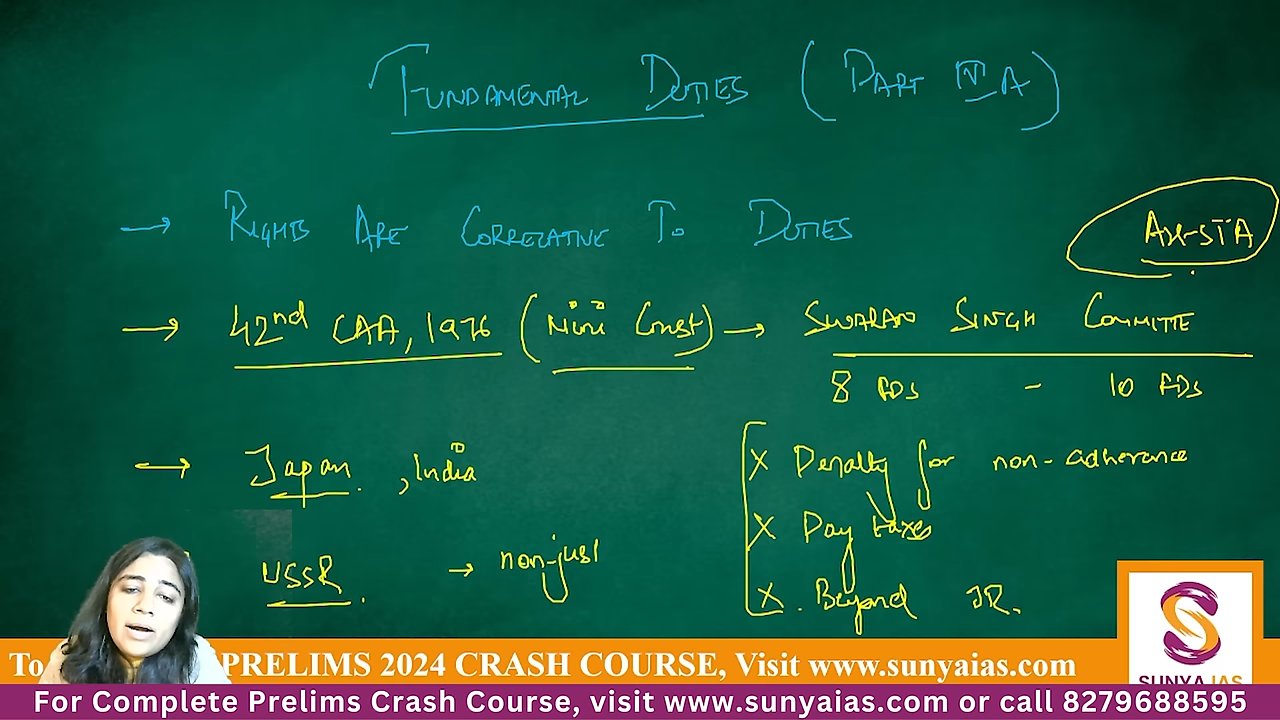 FUNDAMENTAL DUTIES (PART IV A)
→ RIGHTS ARE CORRELATIVE TO DUTIES
Art-51A
→ 42nd CAA, 1976 (Mini Const) → SWARAN SINGH COMMITTE
8 FDS - 10 FDS
→ Japan, India
X Penalty for non-adherance
X Pay taxes
USSR → non-just
X. Beyond JR.
To PRELIMS 2024 CRASH COURSE, Visit www.sunyaias.com
SUNYA IAS
For Complete Prelims Crash Course, visit www.sunyaias.com or call 8279688595